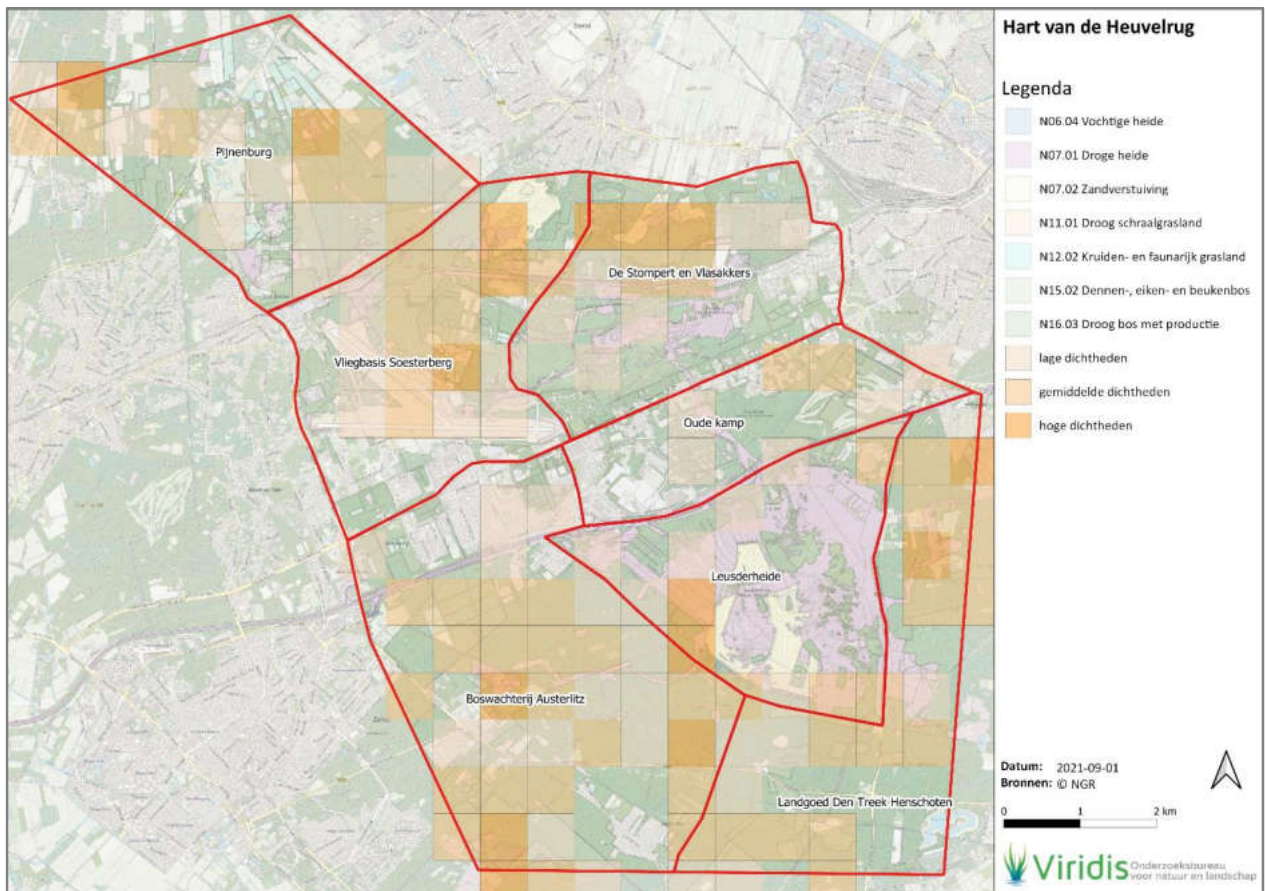 Hart van de Heuvelrug
Legenda
N06.04 Vochtige heide
N07.01 Droge heide
N07.02 Zandverstuiving
N11.01 Droog schraalgrasland
N12.02 Kruiden- en faunarijk grasland
N15.02 Dennen-, eiken- en beukenbos
N16.03 Droog bos met productie
lage dichtheden
gemiddelde dichtheden
hoge dichtheden
Pijnenburg
De Stompert en Vlasakkers
Vliegbasis Soesterberg
Oude kamp
Leusderheide
Boswachterij Austerlitz
Landgoed Den Treek Henschoten
Datum: 2021-09-01
Bronnen: © NGR
0 1 2 km
Viridis Onderzoeksbureau
voor natuur en landschap